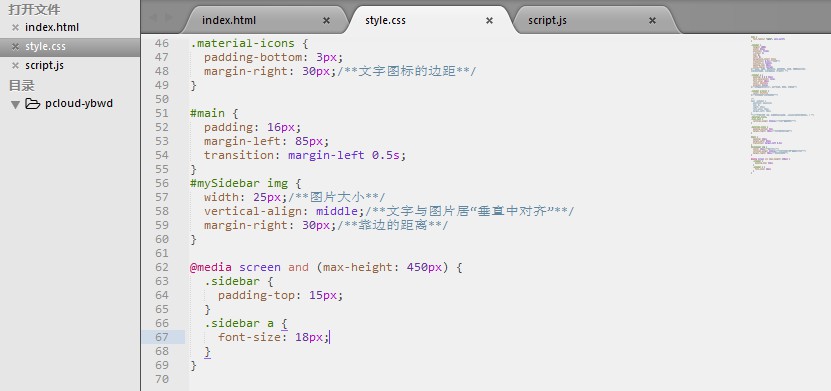 打开文件
index.html
style.css
script.js
目录
pcloud-ybwd
index.html × style.css × script.js ×
46 .material-icons {
47 padding-bottom: 3px;
48 margin-right: 30px;/**文字图标的边距**/
49 }
50
51 #main {
52 padding: 16px;
53 margin-left: 85px;
54 transition: margin-left 0.5s;
55 }
56 #mySidebar img {
57 width: 25px;/**图片大小**/
58 vertical-align: middle;/**文字与图片居“垂直中对齐”**/
59 margin-right: 30px;/**靠边的距离**/
60 }
61
62 @media screen and (max-height: 450px) {
63 .sidebar {
64 padding-top: 15px;
65 }
66 .sidebar a {
67 font-size: 18px;
68 }
69 }
70